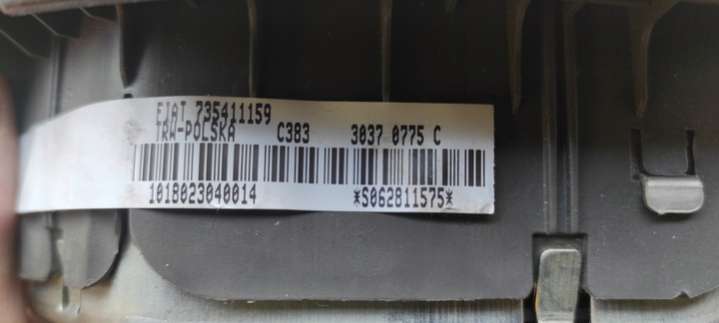 FIAT 735411159
TRW-POLSKA C383 3037 0775 C
1018023040014 *S062811575*